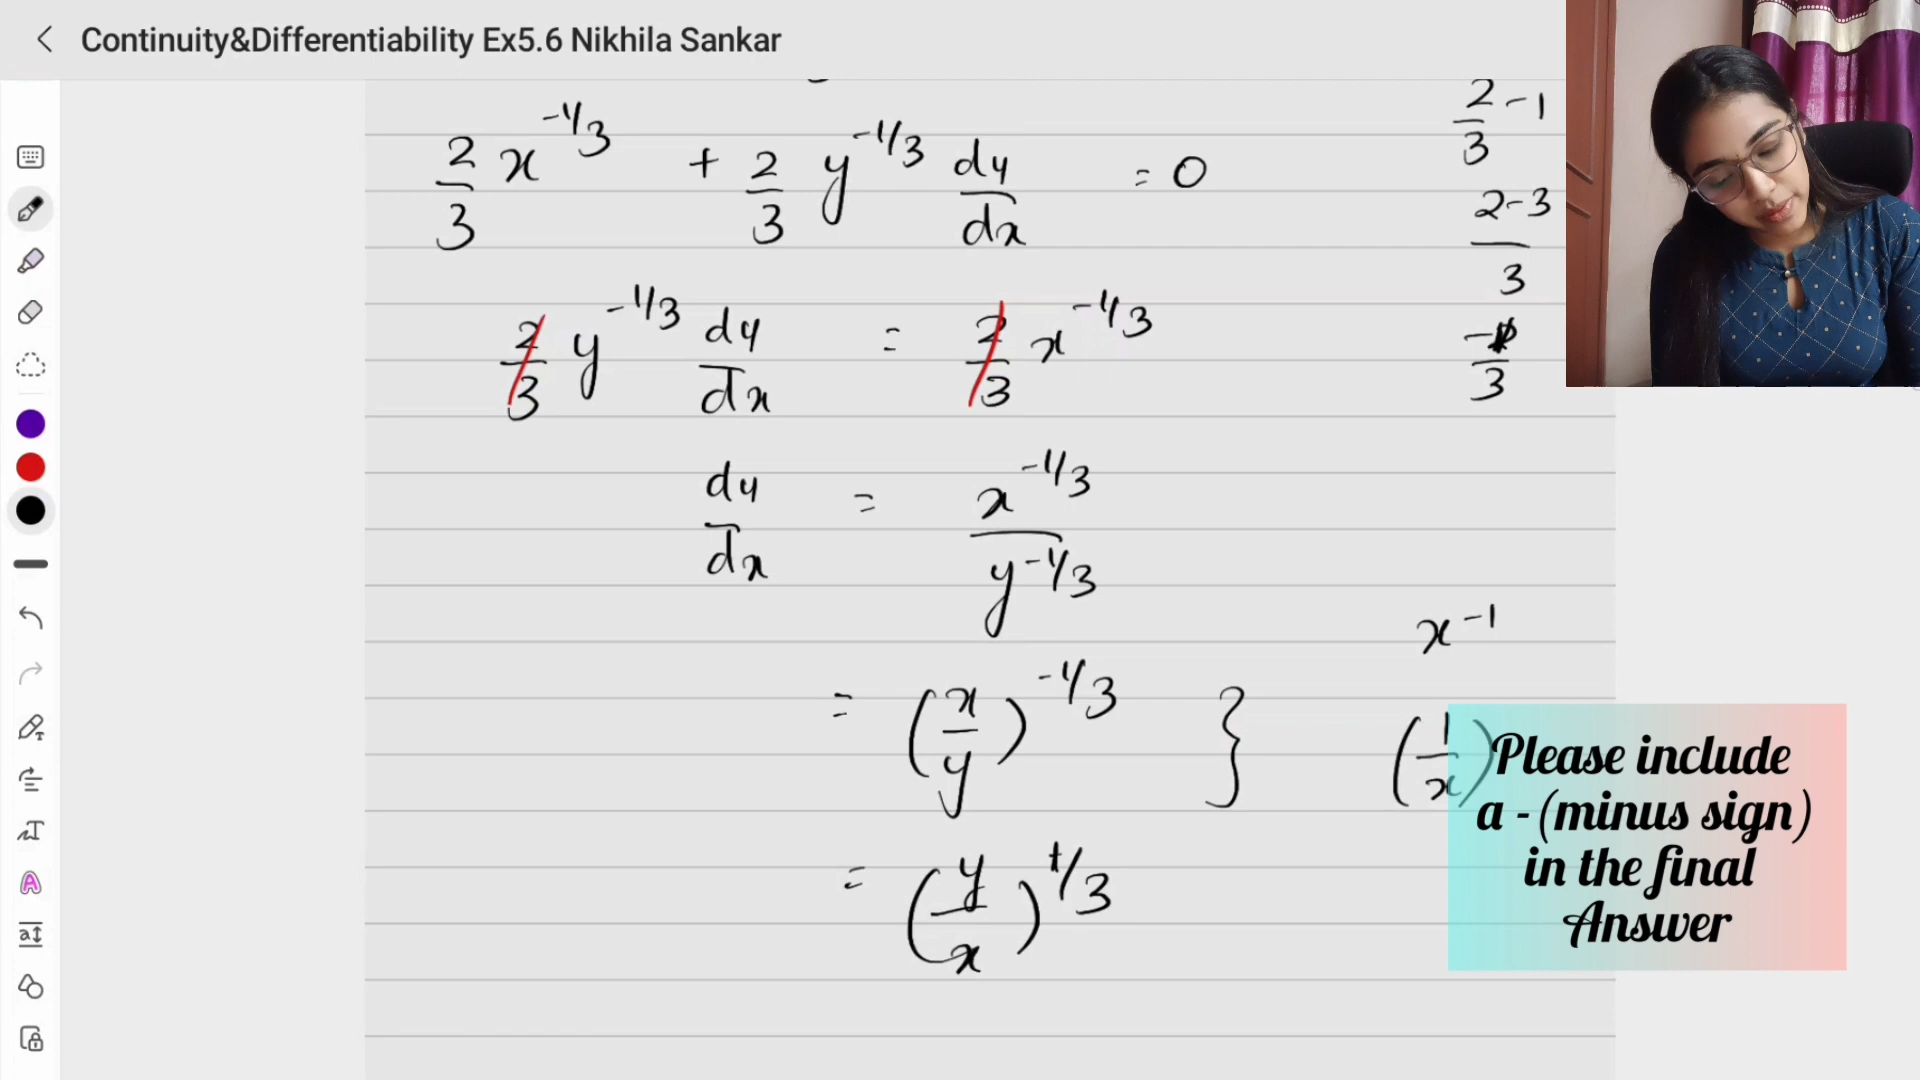 Continuity&Differentiability Ex5.6 Nikhila Sankar
2/3 x^-1/3 + 2/3 y^-1/3 dy/dx = 0
2/3 y^-1/3 dy/dx = 2/3 x^-1/3
dy/dx = x^-1/3 / y^-1/3
= (x/y)^-1/3 }
= (y/x)^1/3
2/3 -1
2-3
3
-1/3
x^-1
(1/x)
Please include
a - (minus sign)
in the final
Answer
T
A
a